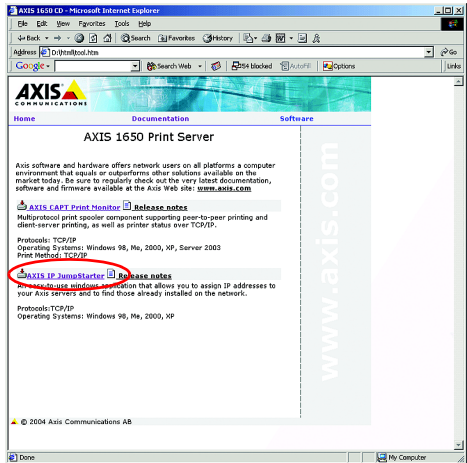 AXIS 1650 CD - Microsoft Internet Explorer
File Edit View Favorites Tools Help
Back Search Favorites History
Address D:\html\tool.htm Go
Google Search Web 54 blocked AutoFill Options Links
AXIS
COMMUNICATIONS
Home Documentation Software
AXIS 1650 Print Server
Axis software and hardware offers network users on all platforms a computer
environment that equals or outperforms other solutions available on the
market today. Be sure to regularly check out the very latest documentation,
software and firmware available at the Axis Web site: www.axis.com
AXIS CAPT Print Monitor Release notes
Multiprotocol print spooler component supporting peer-to-peer printing and
client-server printing, as well as printer status over TCP/IP.
Protocols: TCP/IP
Operating Systems: Windows 98, Me, 2000, XP, Server 2003
Print Method: TCP/IP
AXIS IP JumpStarter Release notes
An easy-to-use windows application that allows you to assign IP addresses to
your Axis servers and to find those already installed on the network.
Protocols:TCP/IP
Operating Systems: Windows 98, Me, 2000, XP
www.axis.com
© 2004 Axis Communications AB
Done My Computer